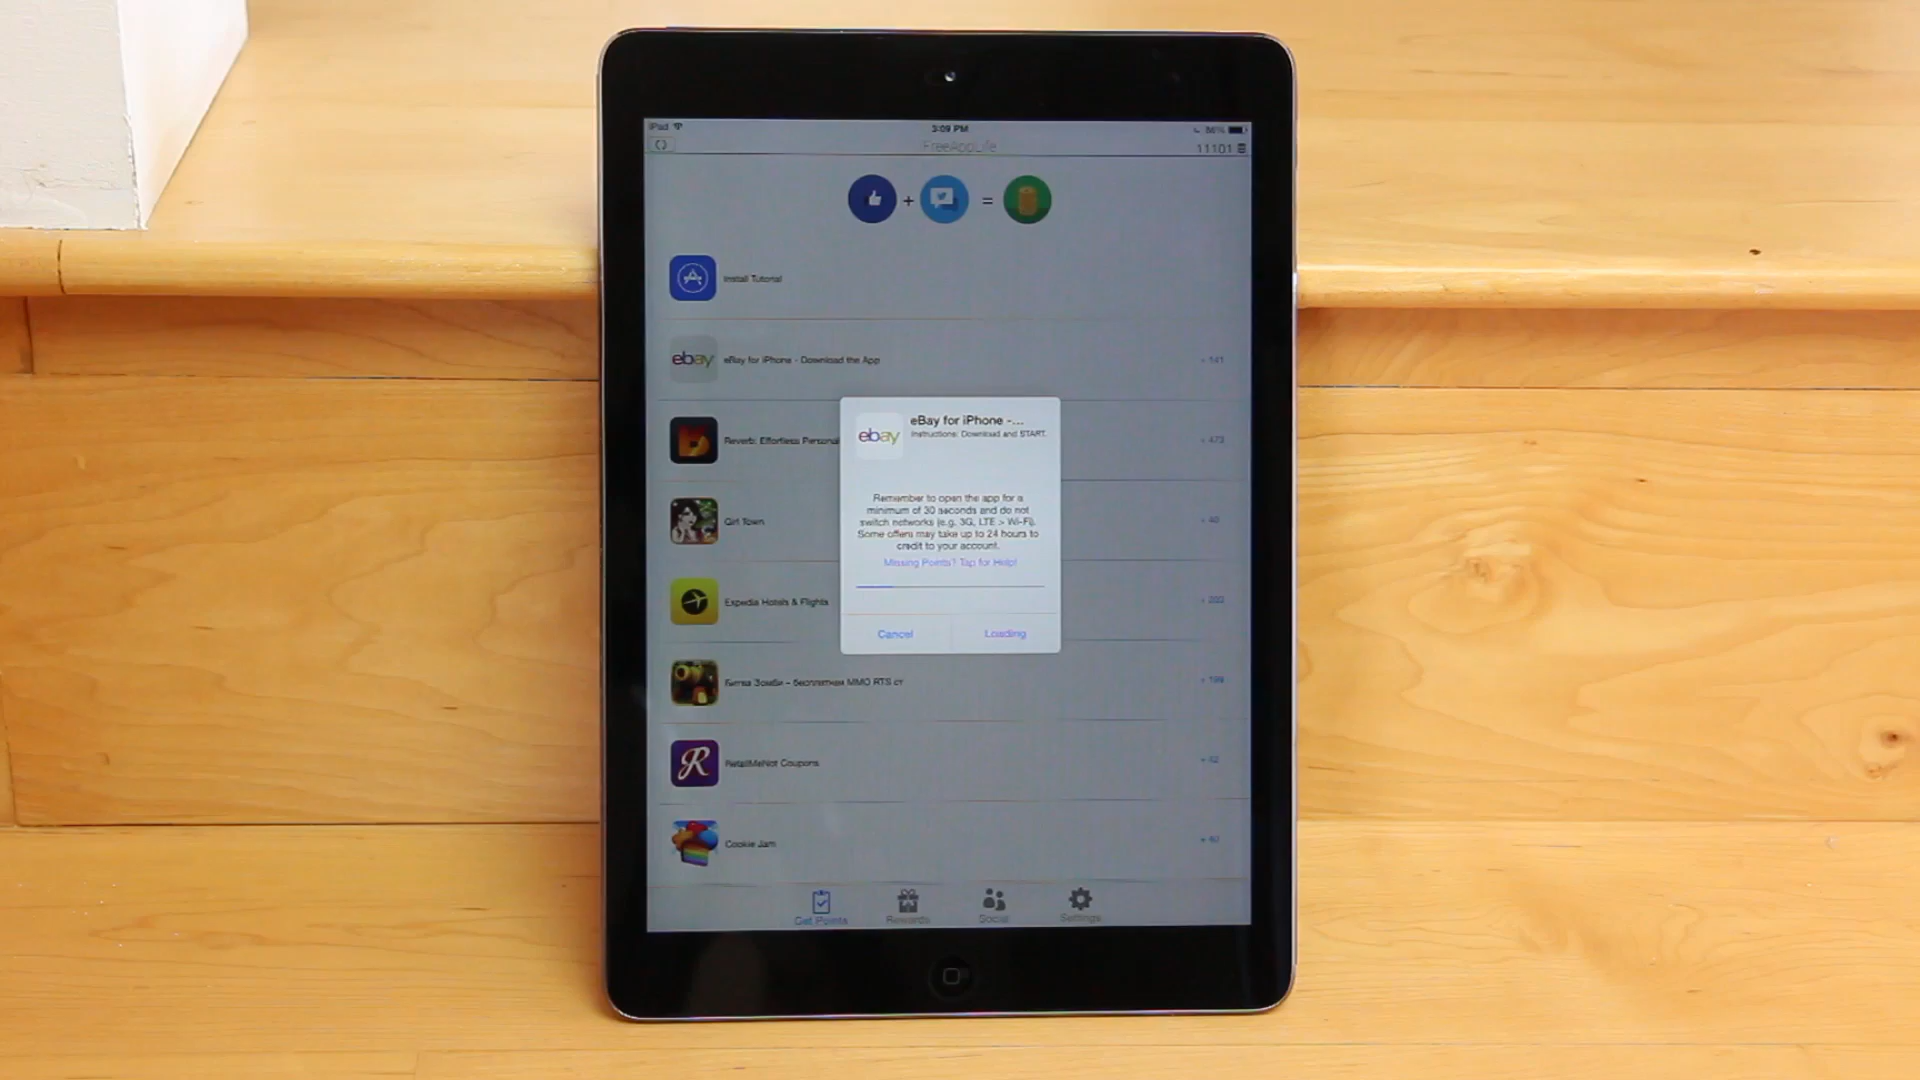 iPad
3:09 PM
86%
FreeAppLife
11101
+
=
Install Tutorial
ebay
eBay for iPhone - Download the App
+ 141
Reverb: Effortless Personal
+ 473
Girl Town
+ 40
Expedia Hotels & Flights
+ 202
Битва Зомби - бесплатная MMO RTS ст
+ 199
R
RetailMeNot Coupons
+ 42
Cookie Jam
+ 40
ebay
eBay for iPhone -...
Instructions: Download and START.
Remember to open the app for a
minimum of 30 seconds and do not
switch networks (e.g. 3G, LTE > Wi-Fi).
Some offers may take up to 24 hours to
credit to your account.
Missing Points? Tap for Help!
Cancel
Loading
Get Points
Rewards
Social
Settings